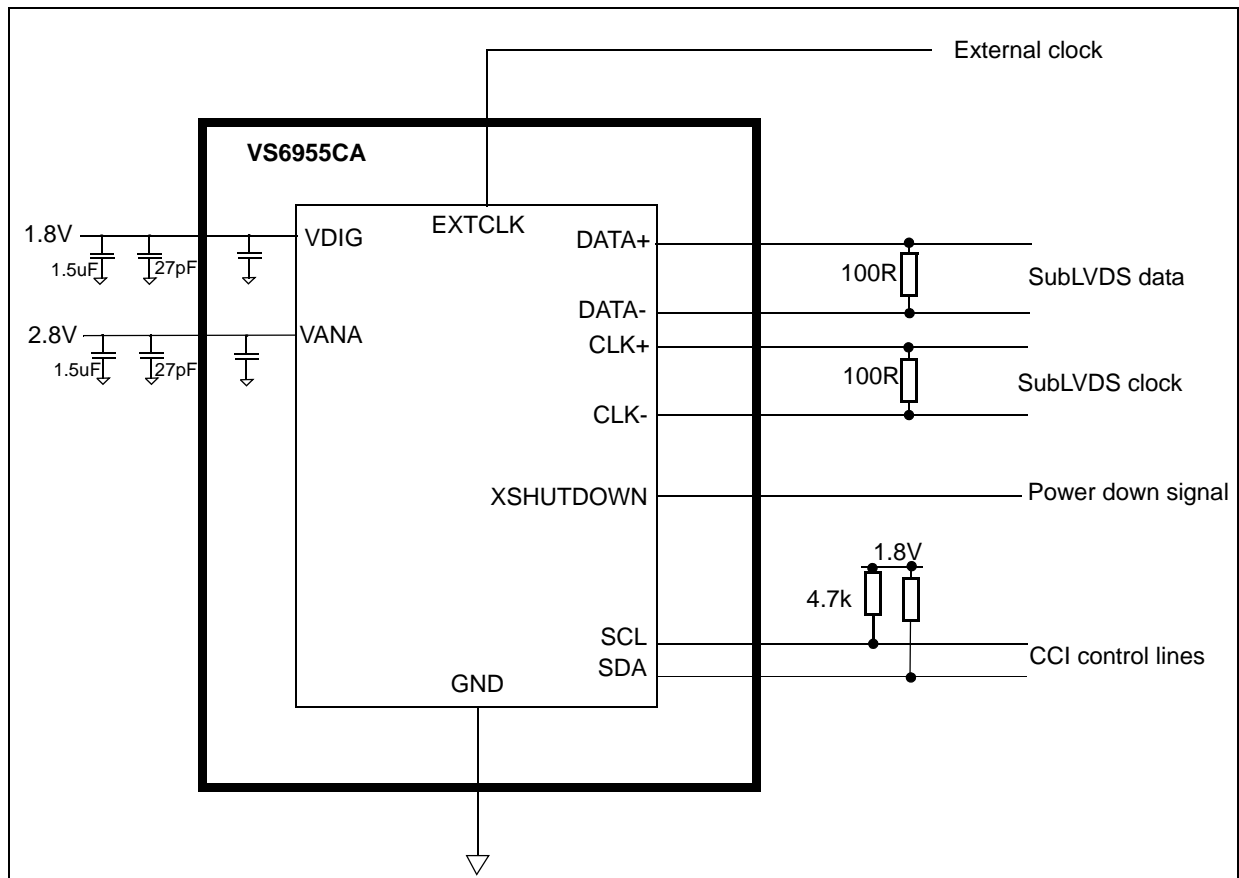 External clock
VS6955CA
EXTCLK
1.8V
VDIG
DATA+
1.5uF
27pF
100R
SubLVDS data
DATA-
2.8V
VANA
CLK+
1.5uF
27pF
100R
SubLVDS clock
CLK-
XSHUTDOWN
Power down signal
1.8V
4.7k
SCL
SDA
CCI control lines
GND